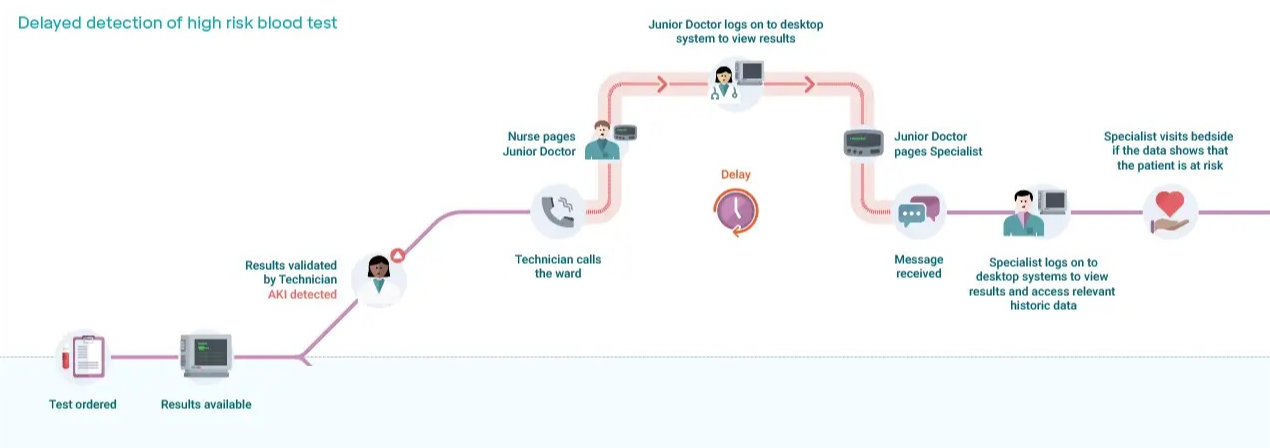 Delayed detection of high risk blood test
Junior Doctor logs on to desktop
system to view results
Nurse pages
Junior Doctor
Junior Doctor
pages Specialist
Specialist visits bedside
if the data shows that
the patient is at risk
Delay
Results validated
by Technician
AKI detected
Technician calls
the ward
Message
received
Specialist logs on to
desktop systems to view
results and access relevant
historic data
Test ordered
Results available